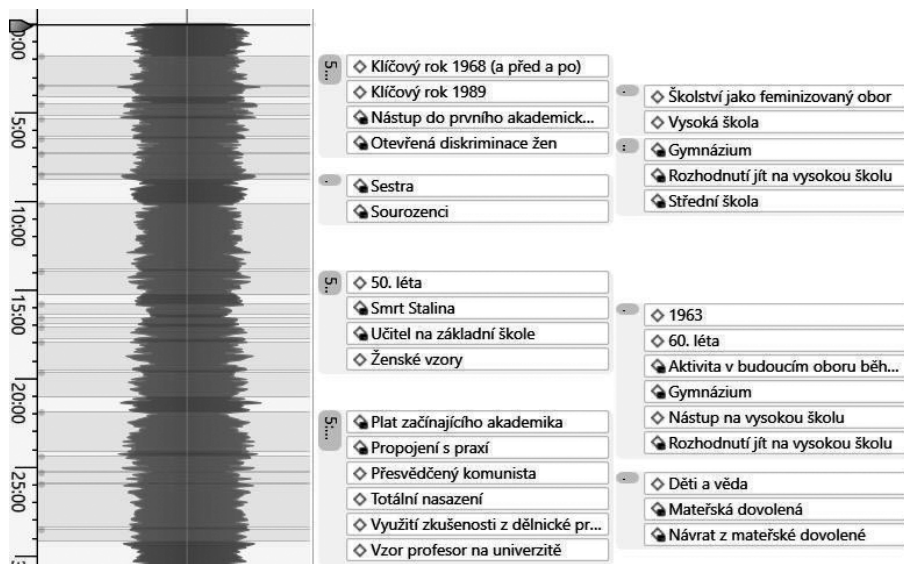 0:00
5:00
10:00
15:00
20:00
25:00
5...
Klíčový rok 1968 (a před a po)
Klíčový rok 1989
Nástup do prvního akademick...
Otevřená diskriminace žen
Sestra
Sourozenci
5...
50. léta
Smrt Stalina
Učitel na základní škole
Ženské vzory
5:...
Plat začínajícího akademika
Propojení s praxí
Přesvědčený komunista
Totální nasazení
Využití zkušenosti z dělnické pr...
Vzor profesor na univerzitě
Školství jako feminizovaný obor
Vysoká škola
Gymnázium
Rozhodnutí jít na vysokou školu
Střední škola
1963
60. léta
Aktivita v budoucím oboru běh...
Gymnázium
Nástup na vysokou školu
Rozhodnutí jít na vysokou školu
Děti a věda
Mateřská dovolená
Návrat z mateřské dovolené